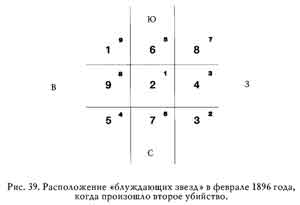 Ю
9 5 7
1 6 8
8 1 3
В 9 2 4 З
4 6 2
5 7 3
С
Рис. 39. Расположение «блуждающих звезд» в феврале 1896 года,
когда произошло второе убийство.